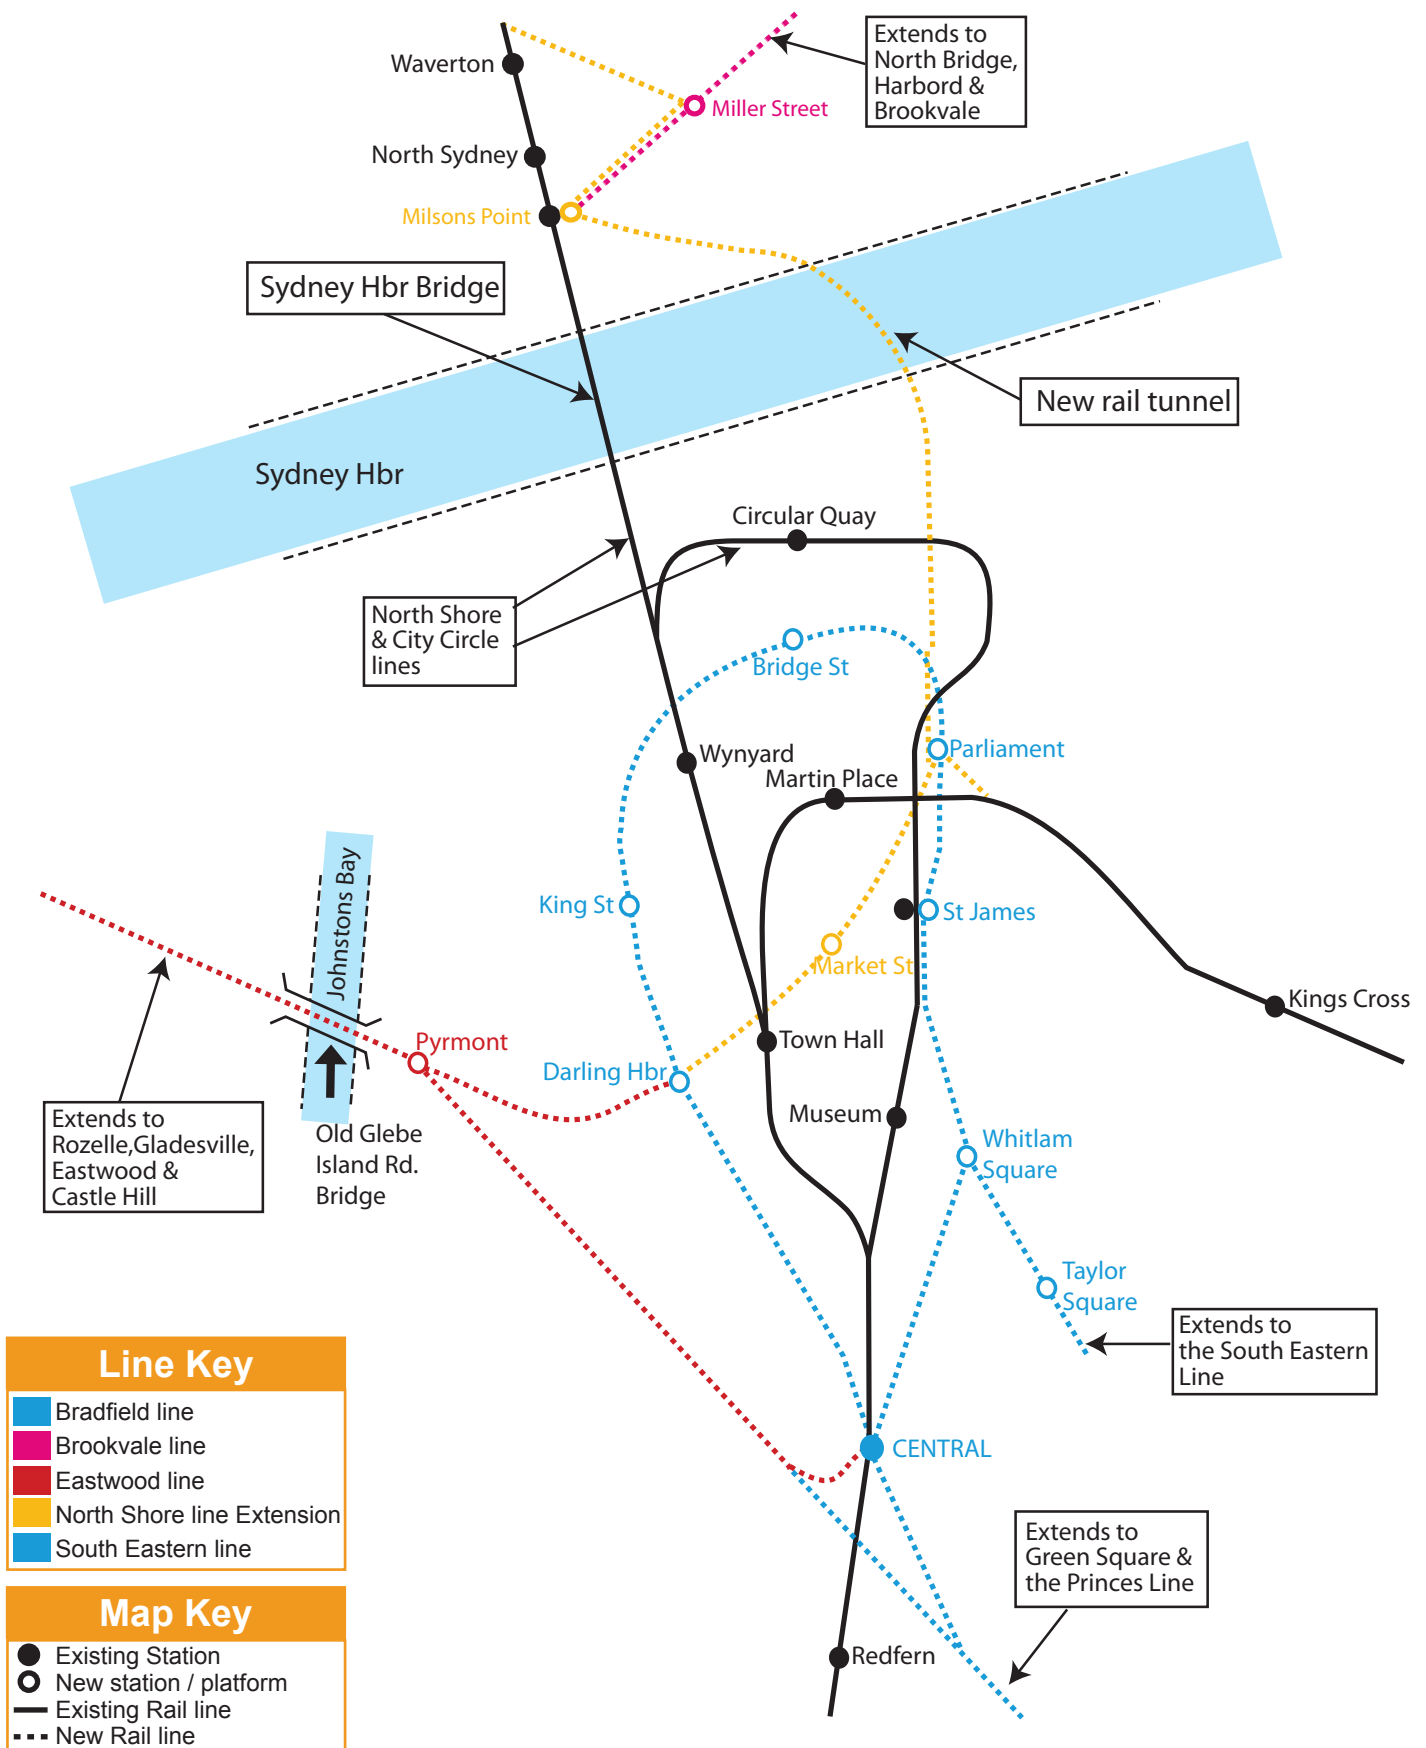 Waverton
Extends to
North Bridge,
Harbord &
Brookvale
Miller Street
North Sydney
Milsons Point
Sydney Hbr Bridge
New rail tunnel
Sydney Hbr
Circular Quay
North Shore
& City Circle
lines
Bridge St
Wynyard
Parliament
Martin Place
Johnstons Bay
King St
St James
Market St
Kings Cross
Pyrmont
Town Hall
Darling Hbr
Museum
Extends to
Rozelle,Gladesville,
Eastwood &
Castle Hill
Old Glebe
Island Rd.
Bridge
Whitlam
Square
Taylor
Square
Extends to
the South Eastern
Line
Line Key
Bradfield line
Brookvale line
Eastwood line
North Shore line Extension
South Eastern line
CENTRAL
Extends to
Green Square &
the Princes Line
Map Key
Existing Station
New station / platform
Existing Rail line
New Rail line
Redfern